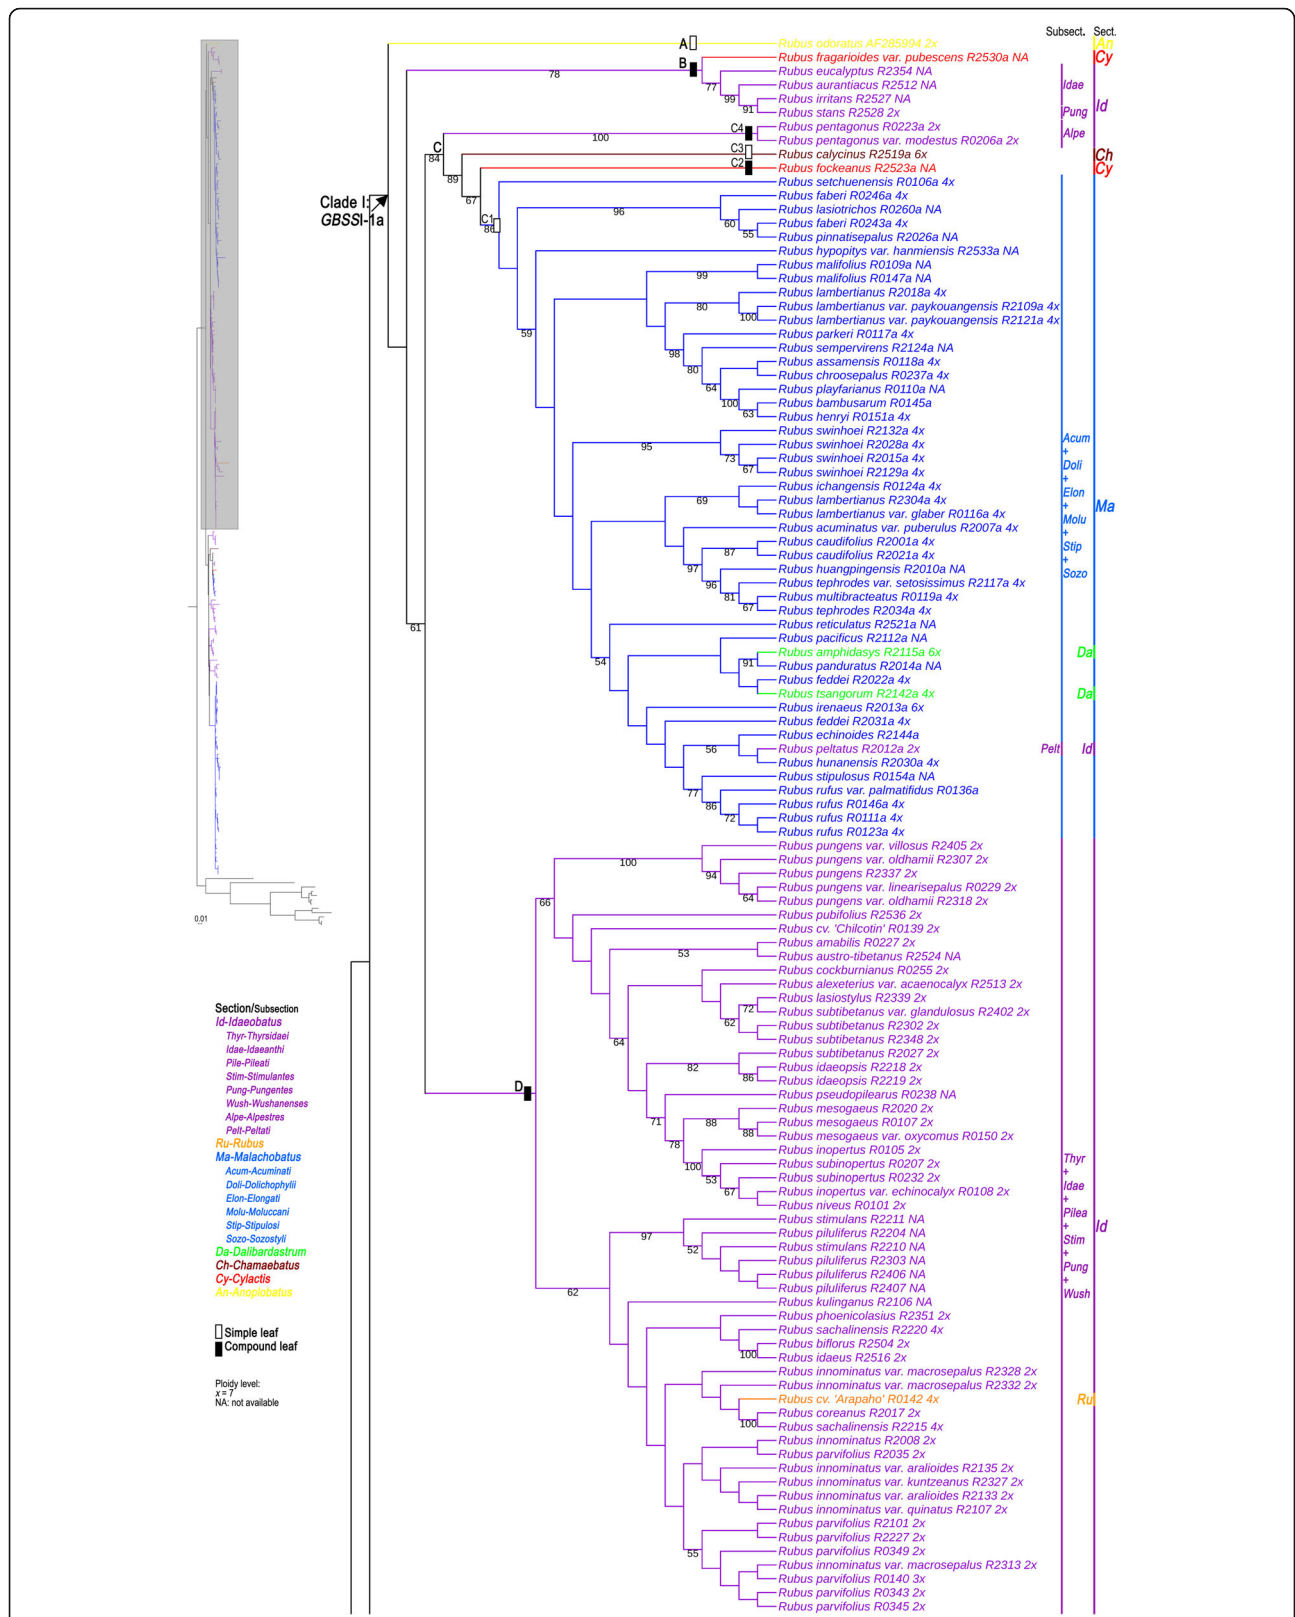 Subsect. Sect.
A Rubus odoratus AF285994 2x An
B Rubus fragarioides var. pubescens R2530a NA Cy
78 Rubus eucalyptus R2354 NA
77 Rubus aurantiacus R2512 NA Idae
99 Rubus irritans R2527 NA Id
91 Rubus stans R2528 2x Pung
C4 Rubus pentagonus R0223a 2x
100 Rubus pentagonus var. modestus R0206a 2x Alpe
C C3 Rubus calycinus R2519a 6x Ch
84 C2 Rubus fockeanus R2523a NA Cy
89 Rubus setchuenensis R0106a 4x
67 Rubus faberi R0246a 4x
Clade I:
GBSSI-1a
96 Rubus lasiotrichos R0260a NA
C1 60 Rubus faberi R0243a 4x
86 55 Rubus pinnatisepalus R2026a NA
Rubus hypopitys var. hanmiensis R2533a NA
Rubus malifolius R0109a NA
99 Rubus malifolius R0147a NA
Rubus lambertianus R2018a 4x
80 Rubus lambertianus var. paykouangensis R2109a 4x
100 Rubus lambertianus var. paykouangensis R2121a 4x
59 Rubus parkeri R0117a 4x
98 Rubus sempervirens R2124a NA
80 Rubus assamensis R0118a 4x
Rubus chroosepalus R0237a 4x
64 Rubus playfarianus R0110a NA
100 Rubus bambusarum R0145a
63 Rubus henryi R0151a 4x
Rubus swinhoei R2132a 4x Acum
95 Rubus swinhoei R2028a 4x +
73 Rubus swinhoei R2015a 4x Doli
67 Rubus swinhoei R2129a 4x +
Rubus ichangensis R0124a 4x Elon
69 Rubus lambertianus R2304a 4x + Ma
Rubus lambertianus var. glaber R0116a 4x Molu
Rubus acuminatus var. puberulus R2007a 4x +
Rubus caudifolius R2001a 4x Stip
87 Rubus caudifolius R2021a 4x +
97 Rubus huangpingensis R2010a NA Sozo
96 Rubus tephrodes var. setosissimus R2117a 4x
81 Rubus multibracteatus R0119a 4x
67 Rubus tephrodes R2034a 4x
Rubus reticulatus R2521a NA
61 Rubus pacificus R2112a NA
Rubus amphidasys R2115a 6x Da
54 91 Rubus panduratus R2014a NA
Rubus feddei R2022a 4x
Rubus tsangorum R2142a 4x Da
Rubus irenaeus R2013a 6x
Rubus feddei R2031a 4x
Rubus echinoides R2144a
56 Rubus peltatus R2012a 2x Pelt Id
Rubus hunanensis R2030a 4x
Rubus stipulosus R0154a NA
77 Rubus rufus var. palmatifidus R0136a
86 Rubus rufus R0146a 4x
72 Rubus rufus R0111a 4x
Rubus rufus R0123a 4x
Rubus pungens var. villosus R2405 2x
100 Rubus pungens var. oldhamii R2307 2x
94 Rubus pungens R2337 2x
Rubus pungens var. linearisepalus R0229 2x
66 64 Rubus pungens var. oldhamii R2318 2x
Rubus pubifolius R2536 2x
0.01
Rubus cv. 'Chilcotin' R0139 2x
Rubus amabilis R0227 2x
53 Rubus austro-tibetanus R2524 NA
Rubus cockburnianus R0255 2x
Rubus alexeterius var. acaenocalyx R2513 2x
Rubus lasiostylus R2339 2x
72 Rubus subtibetanus var. glandulosus R2402 2x
62 Rubus subtibetanus R2302 2x
64 Rubus subtibetanus R2348 2x
Rubus subtibetanus R2027 2x
82 Rubus idaeopsis R2218 2x
86 Rubus idaeopsis R2219 2x
D Rubus pseudopilearus R0238 NA
Rubus mesogaeus R2020 2x
71 88 Rubus mesogaeus R0107 2x
88 Rubus mesogaeus var. oxycomus R0150 2x
78 Rubus inopertus R0105 2x
100 Rubus subinopertus R0207 2x Thyr
53 Rubus subinopertus R0232 2x +
67 Rubus inopertus var. echinocalyx R0108 2x Idae
Rubus niveus R0101 2x +
Rubus stimulans R2211 NA Pilea
97 Rubus piluliferus R2204 NA + Id
52 Rubus stimulans R2210 NA Stim
Rubus piluliferus R2303 NA +
Rubus piluliferus R2406 NA Pung
62 Rubus piluliferus R2407 NA +
Rubus kulinganus R2106 NA Wush
Rubus phoenicolasius R2351 2x
Rubus sachalinensis R2220 4x
Rubus biflorus R2504 2x
100 Rubus idaeus R2516 2x
Rubus innominatus var. macrosepalus R2328 2x
Rubus innominatus var. macrosepalus R2332 2x
Rubus cv. 'Arapaho' R0142 4x Ru
Rubus coreanus R2017 2x
100 Rubus sachalinensis R2215 4x
Rubus innominatus R2008 2x
Rubus parvifolius R2035 2x
Rubus innominatus var. aralioides R2135 2x
Rubus innominatus var. kuntzeanus R2327 2x
Rubus innominatus var. aralioides R2133 2x
Rubus innominatus var. quinatus R2107 2x
Rubus parvifolius R2101 2x
Rubus parvifolius R2227 2x
55 Rubus parvifolius R0349 2x
Rubus innominatus var. macrosepalus R2313 2x
Rubus parvifolius R0140 3x
Rubus parvifolius R0343 2x
Rubus parvifolius R0345 2x
Section/Subsection
Id-Idaeobatus
Thyr-Thyrsidaei
Idae-Idaeanthi
Pile-Pileati
Stim-Stimulantes
Pung-Pungentes
Wush-Wushanenses
Alpe-Alpestres
Pelt-Peltati
Ru-Rubus
Ma-Malachobatus
Acum-Acuminati
Doli-Dolichophylii
Elon-Elongati
Molu-Moluccani
Stip-Stipulosi
Sozo-Sozostyli
Da-Dalibardastrum
Ch-Chamaebatus
Cy-Cylactis
An-Anoplobatus
Simple leaf
Compound leaf
Ploidy level:
x = 7
NA: not available